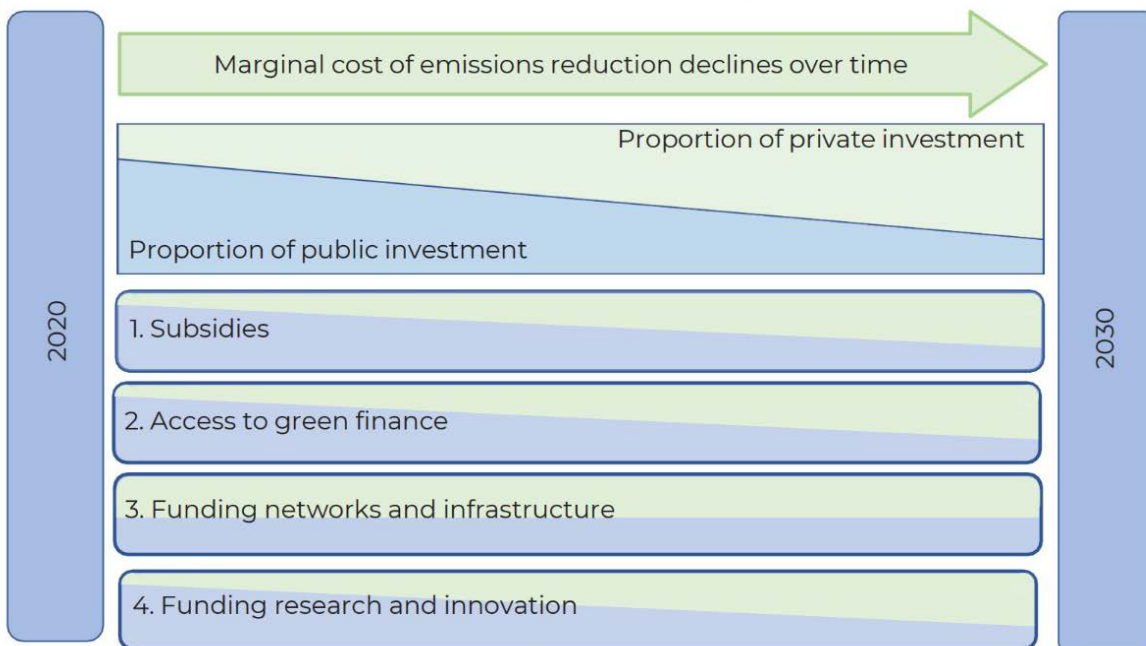 Marginal cost of emissions reduction declines over time
Proportion of private investment
Proportion of public investment
2020
1. Subsidies
2. Access to green finance
3. Funding networks and infrastructure
4. Funding research and innovation
2030